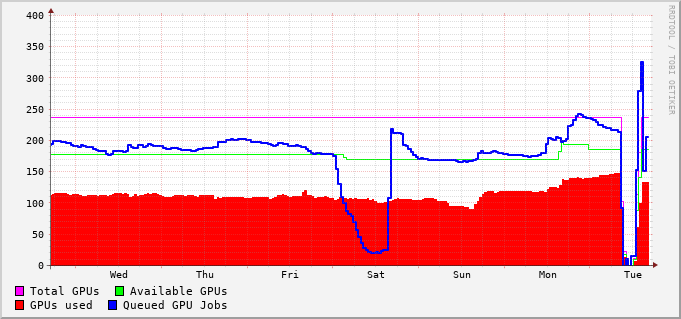 400
350
300
250
200
150
100
50
0
Wed Thu Fri Sat Sun Mon Tue
Total GPUs Available GPUs
GPUs used Queued GPU Jobs
RRDTOOL / TOBI OETIKER